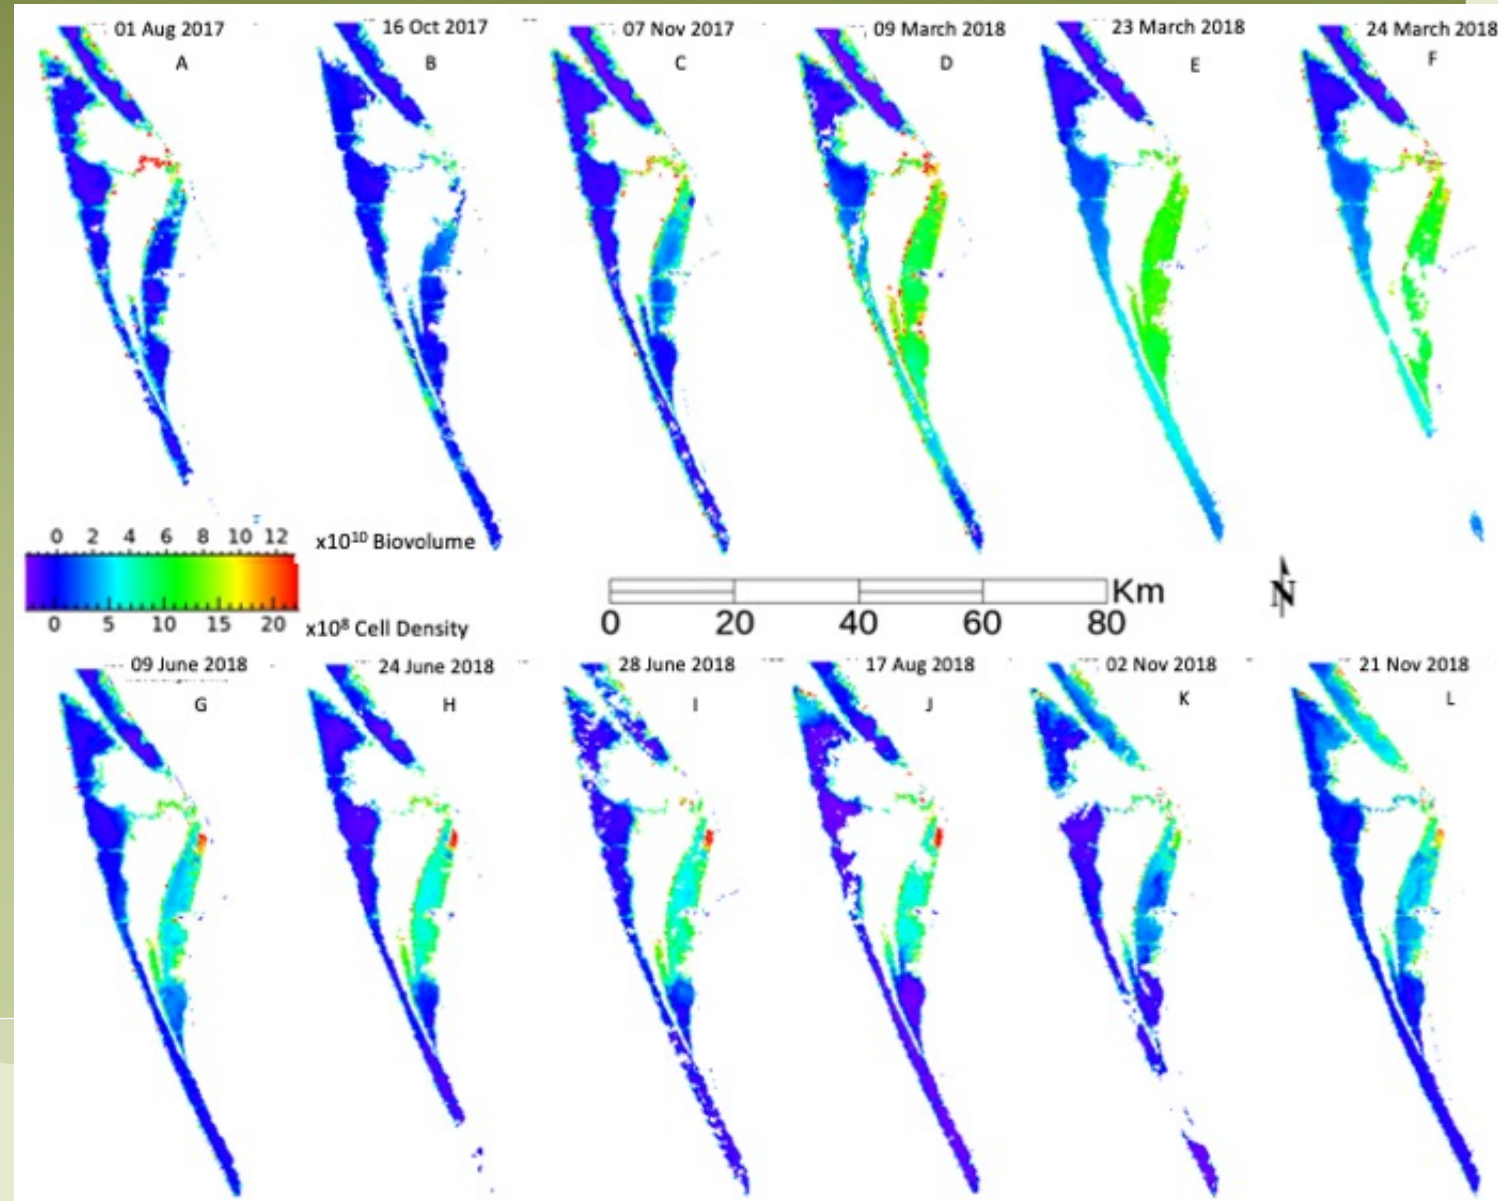 01 Aug 2017
16 Oct 2017
07 Nov 2017
09 March 2018
23 March 2018
24 March 2018
A
B
C
D
E
F
0 2 4 6 8 10 12
x10¹⁰ Biovolume
0 5 10 15 20
x10⁸ Cell Density
Km
0 20 40 60 80
N
09 June 2018
24 June 2018
28 June 2018
17 Aug 2018
02 Nov 2018
21 Nov 2018
G
H
I
J
K
L